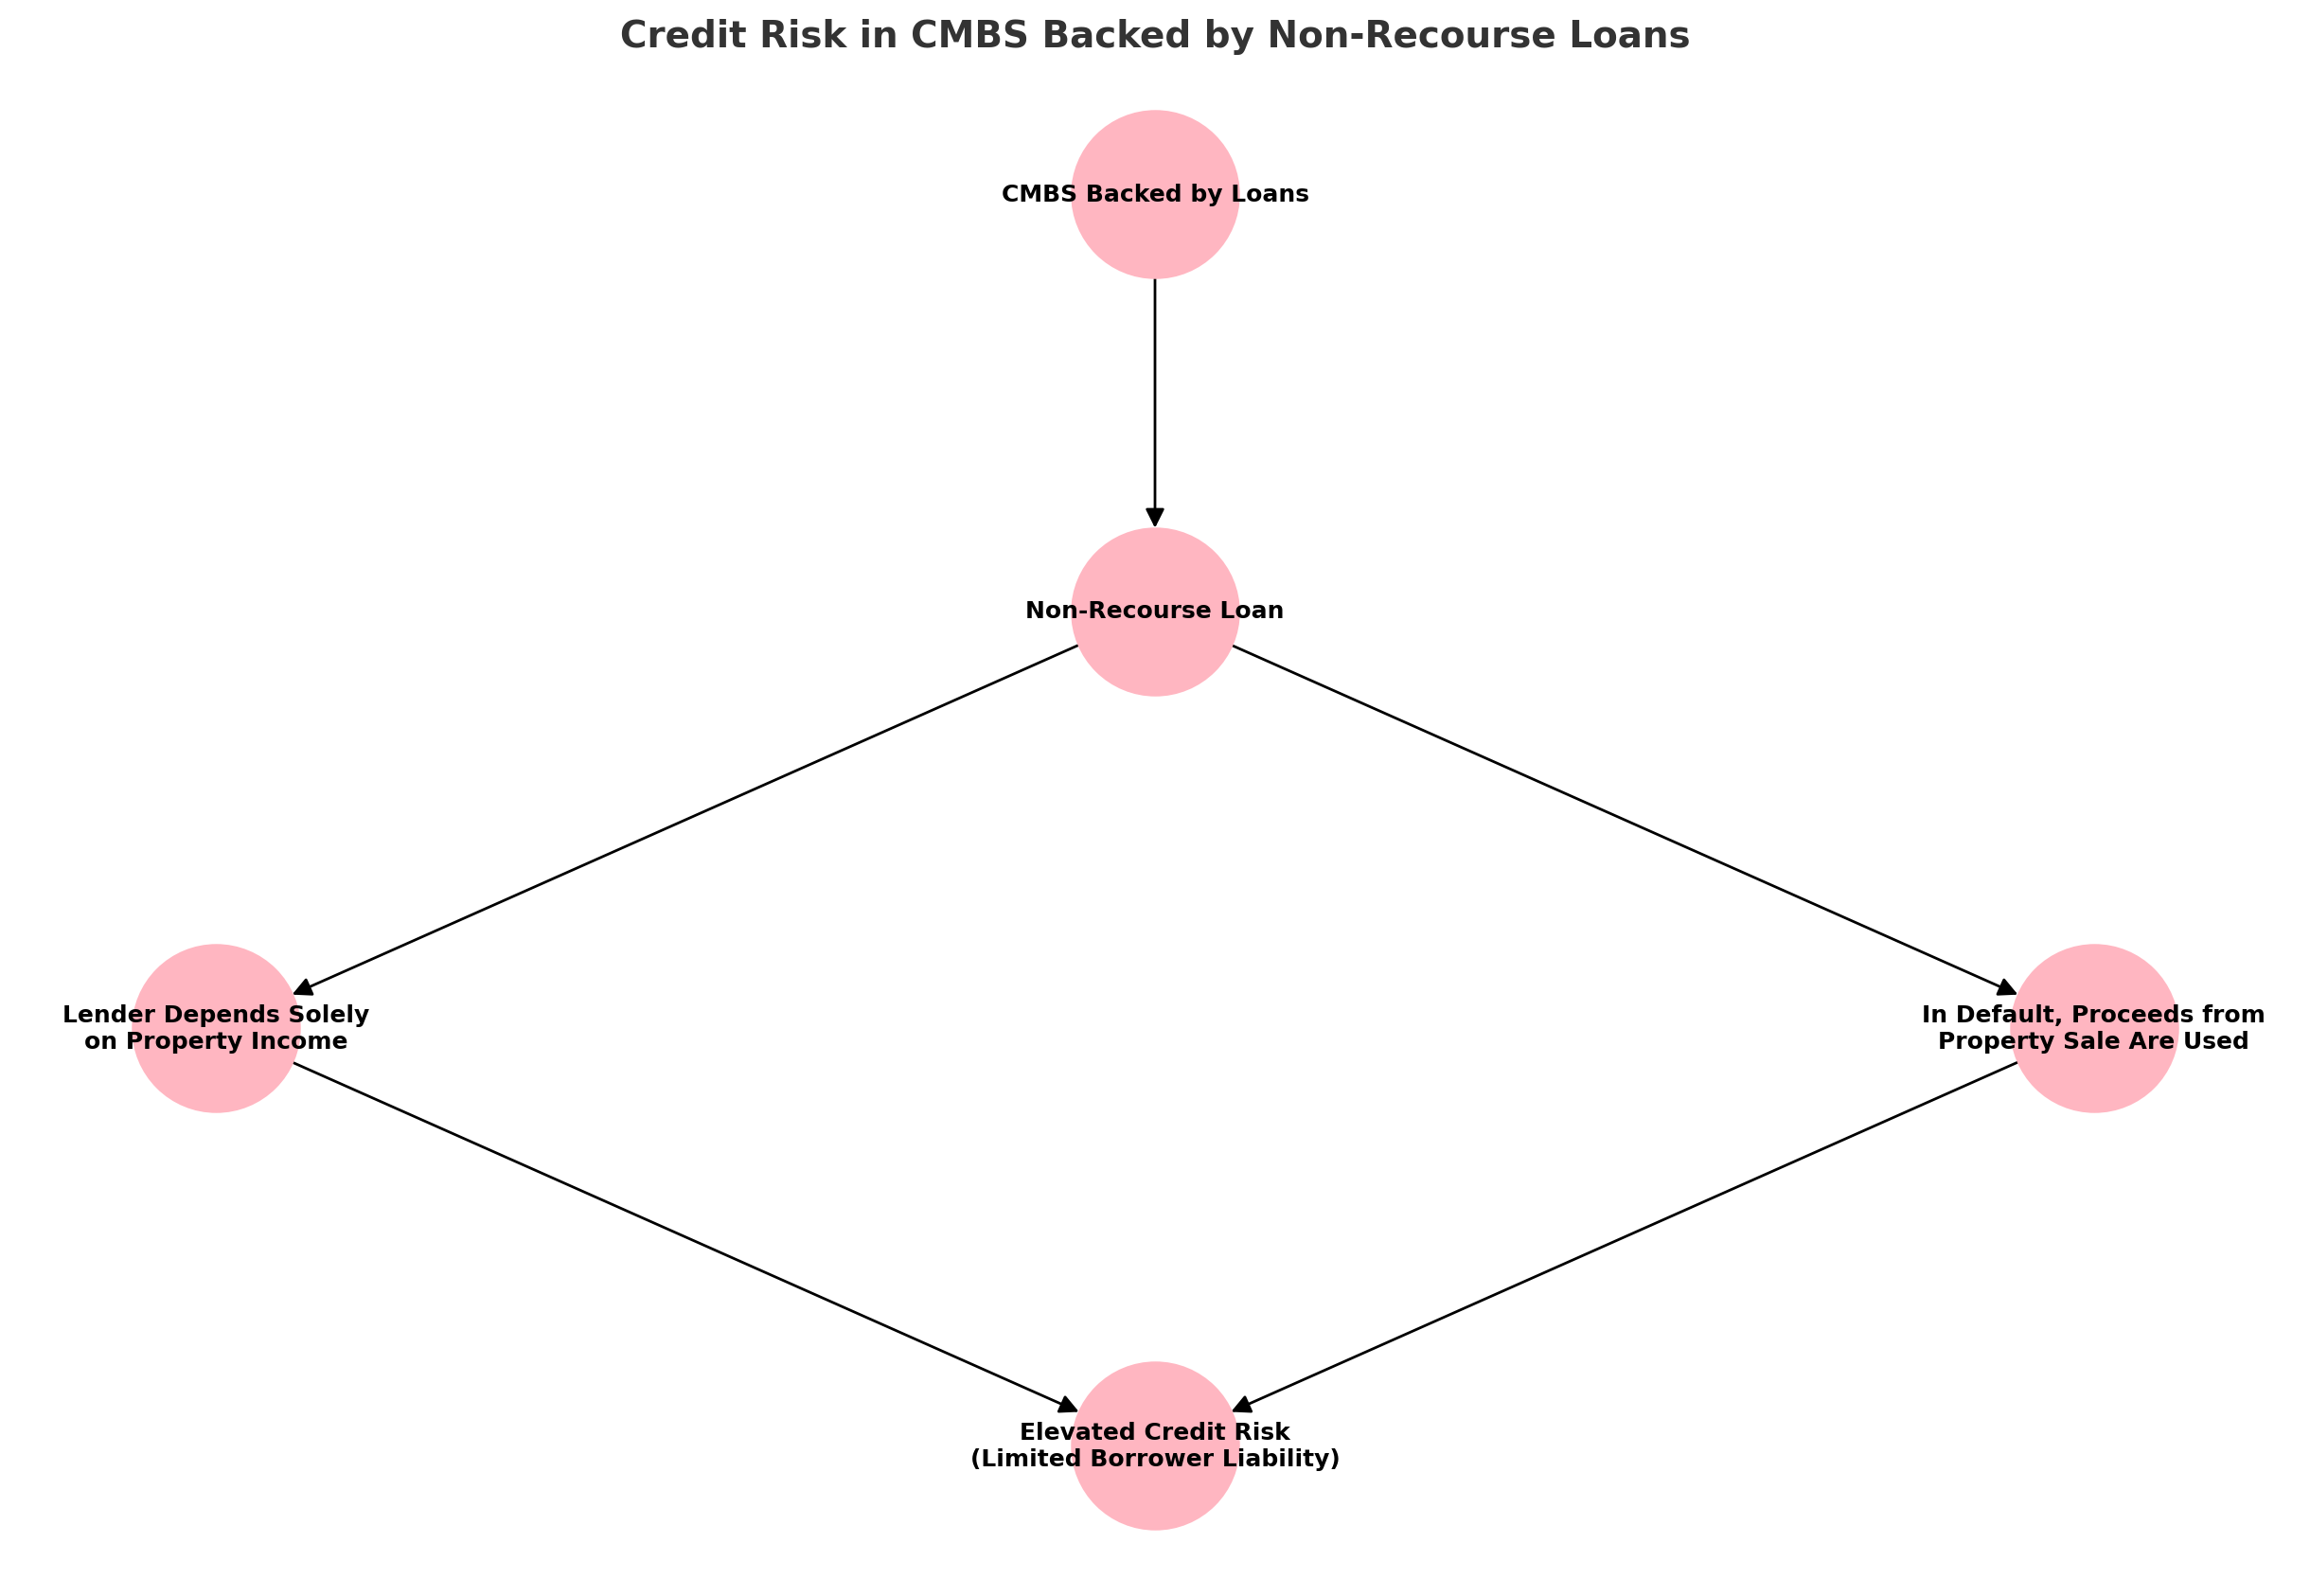 Credit Risk in CMBS Backed by Non-Recourse Loans
CMBS Backed by Loans
Non-Recourse Loan
Lender Depends Solely
on Property Income
In Default, Proceeds from
Property Sale Are Used
Elevated Credit Risk
(Limited Borrower Liability)